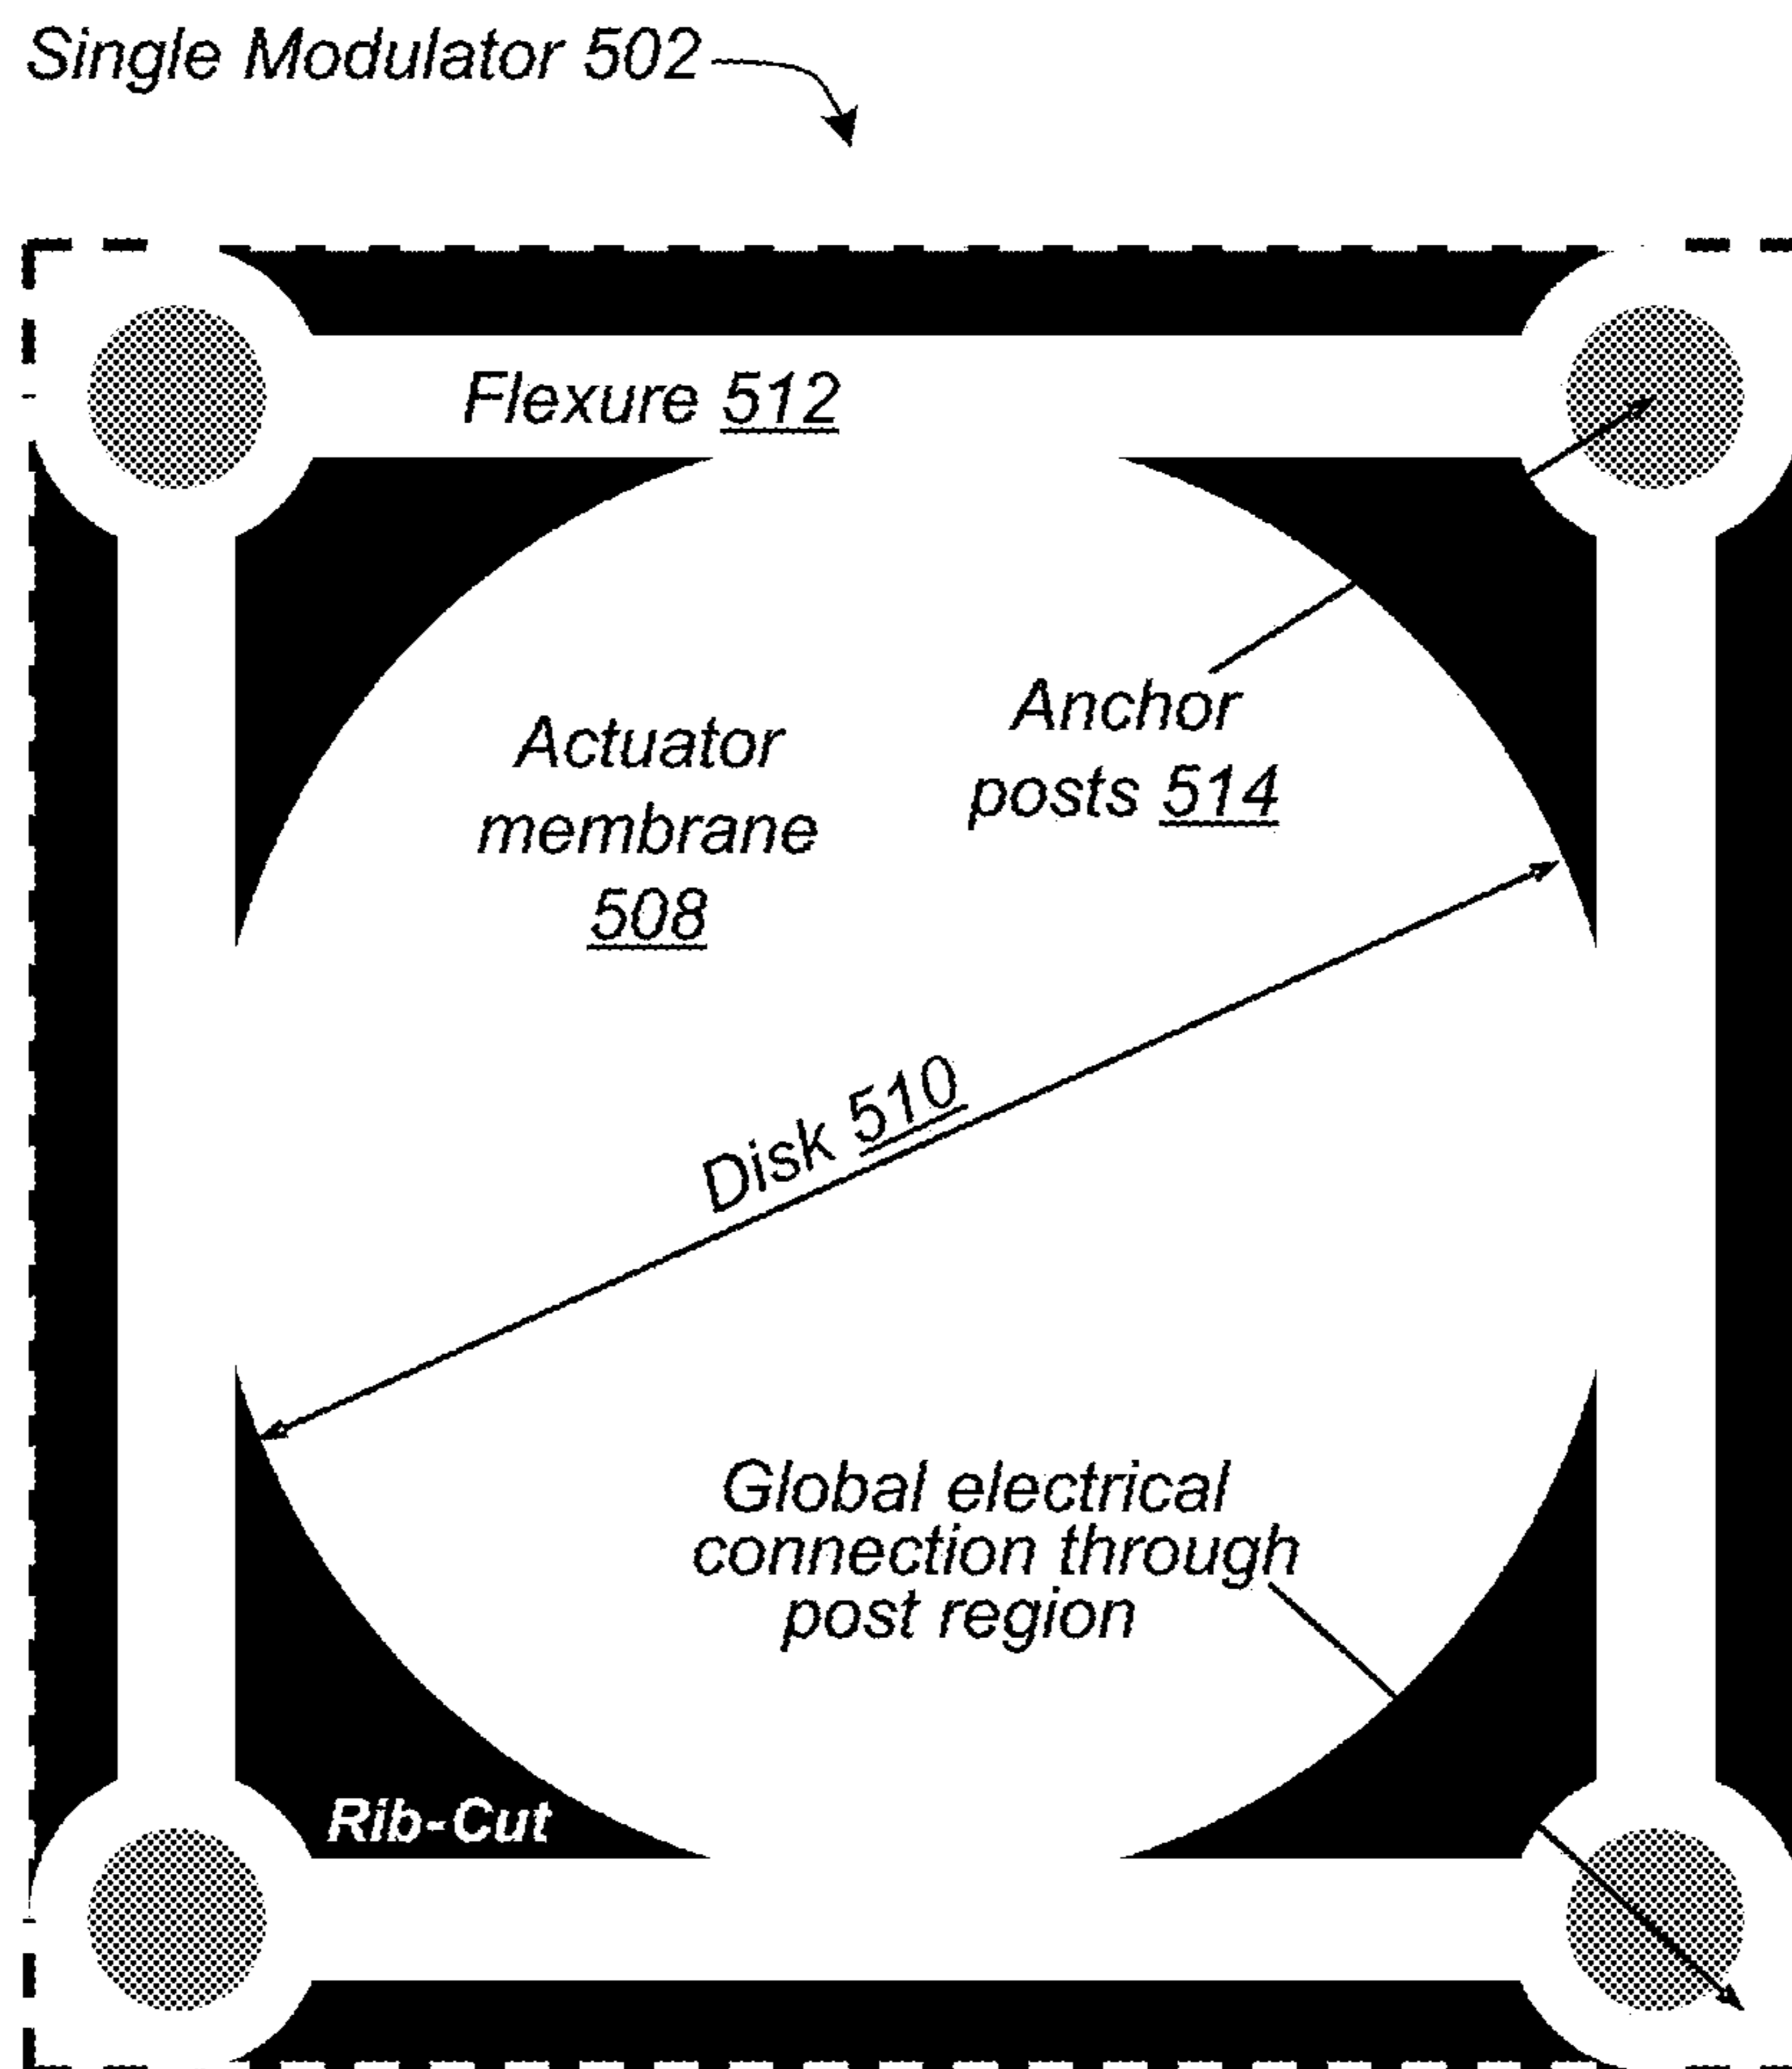 Single Modulator 502
Flexure 512
Anchor
posts 514
Actuator
membrane
508
Disk 510
Global electrical
connection through
post region
Rib-Cut